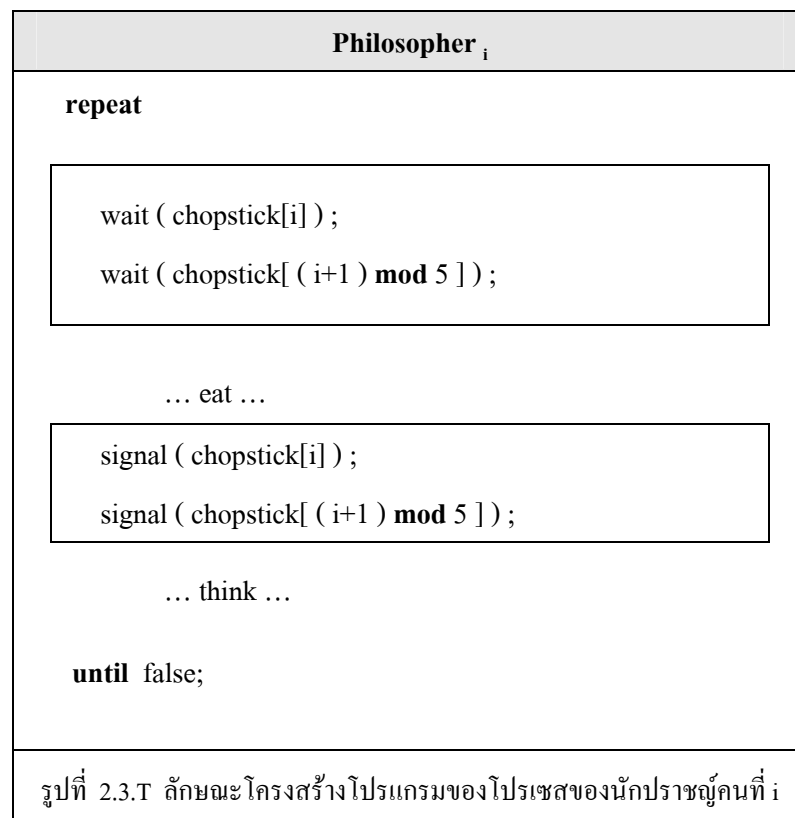 Philosopher i
repeat
wait ( chopstick[i] ) ;
wait ( chopstick[ ( i+1 ) mod 5 ] ) ;
… eat …
signal ( chopstick[i] ) ;
signal ( chopstick[ ( i+1 ) mod 5 ] ) ;
… think …
until false;
รูปที่ 2.3.T ลักษณะโครงสร้างโปรแกรมของโปรเซสของนักปราชญ์คนที่ i